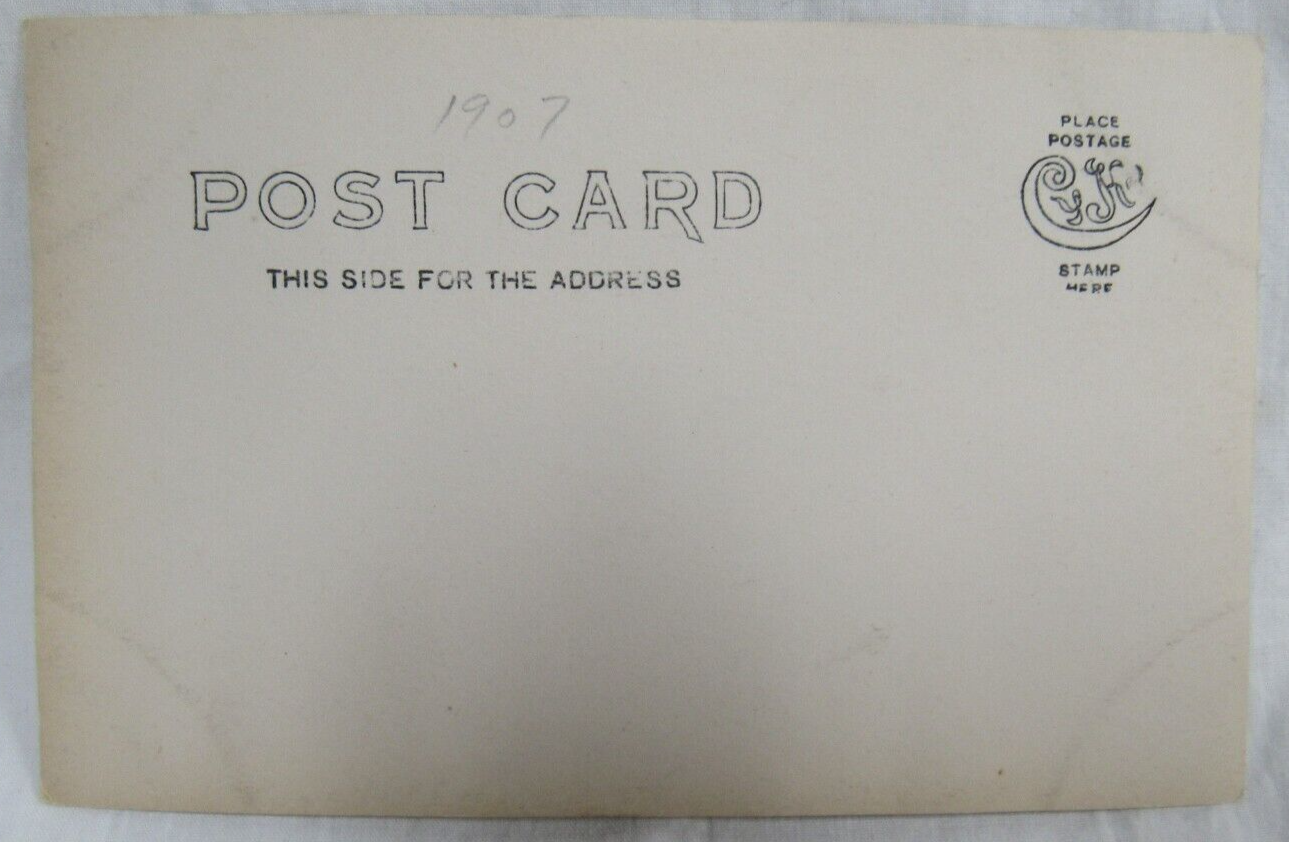 1907
POST CARD
THIS SIDE FOR THE ADDRESS
PLACE
POSTAGE
CyKo
STAMP
HERE